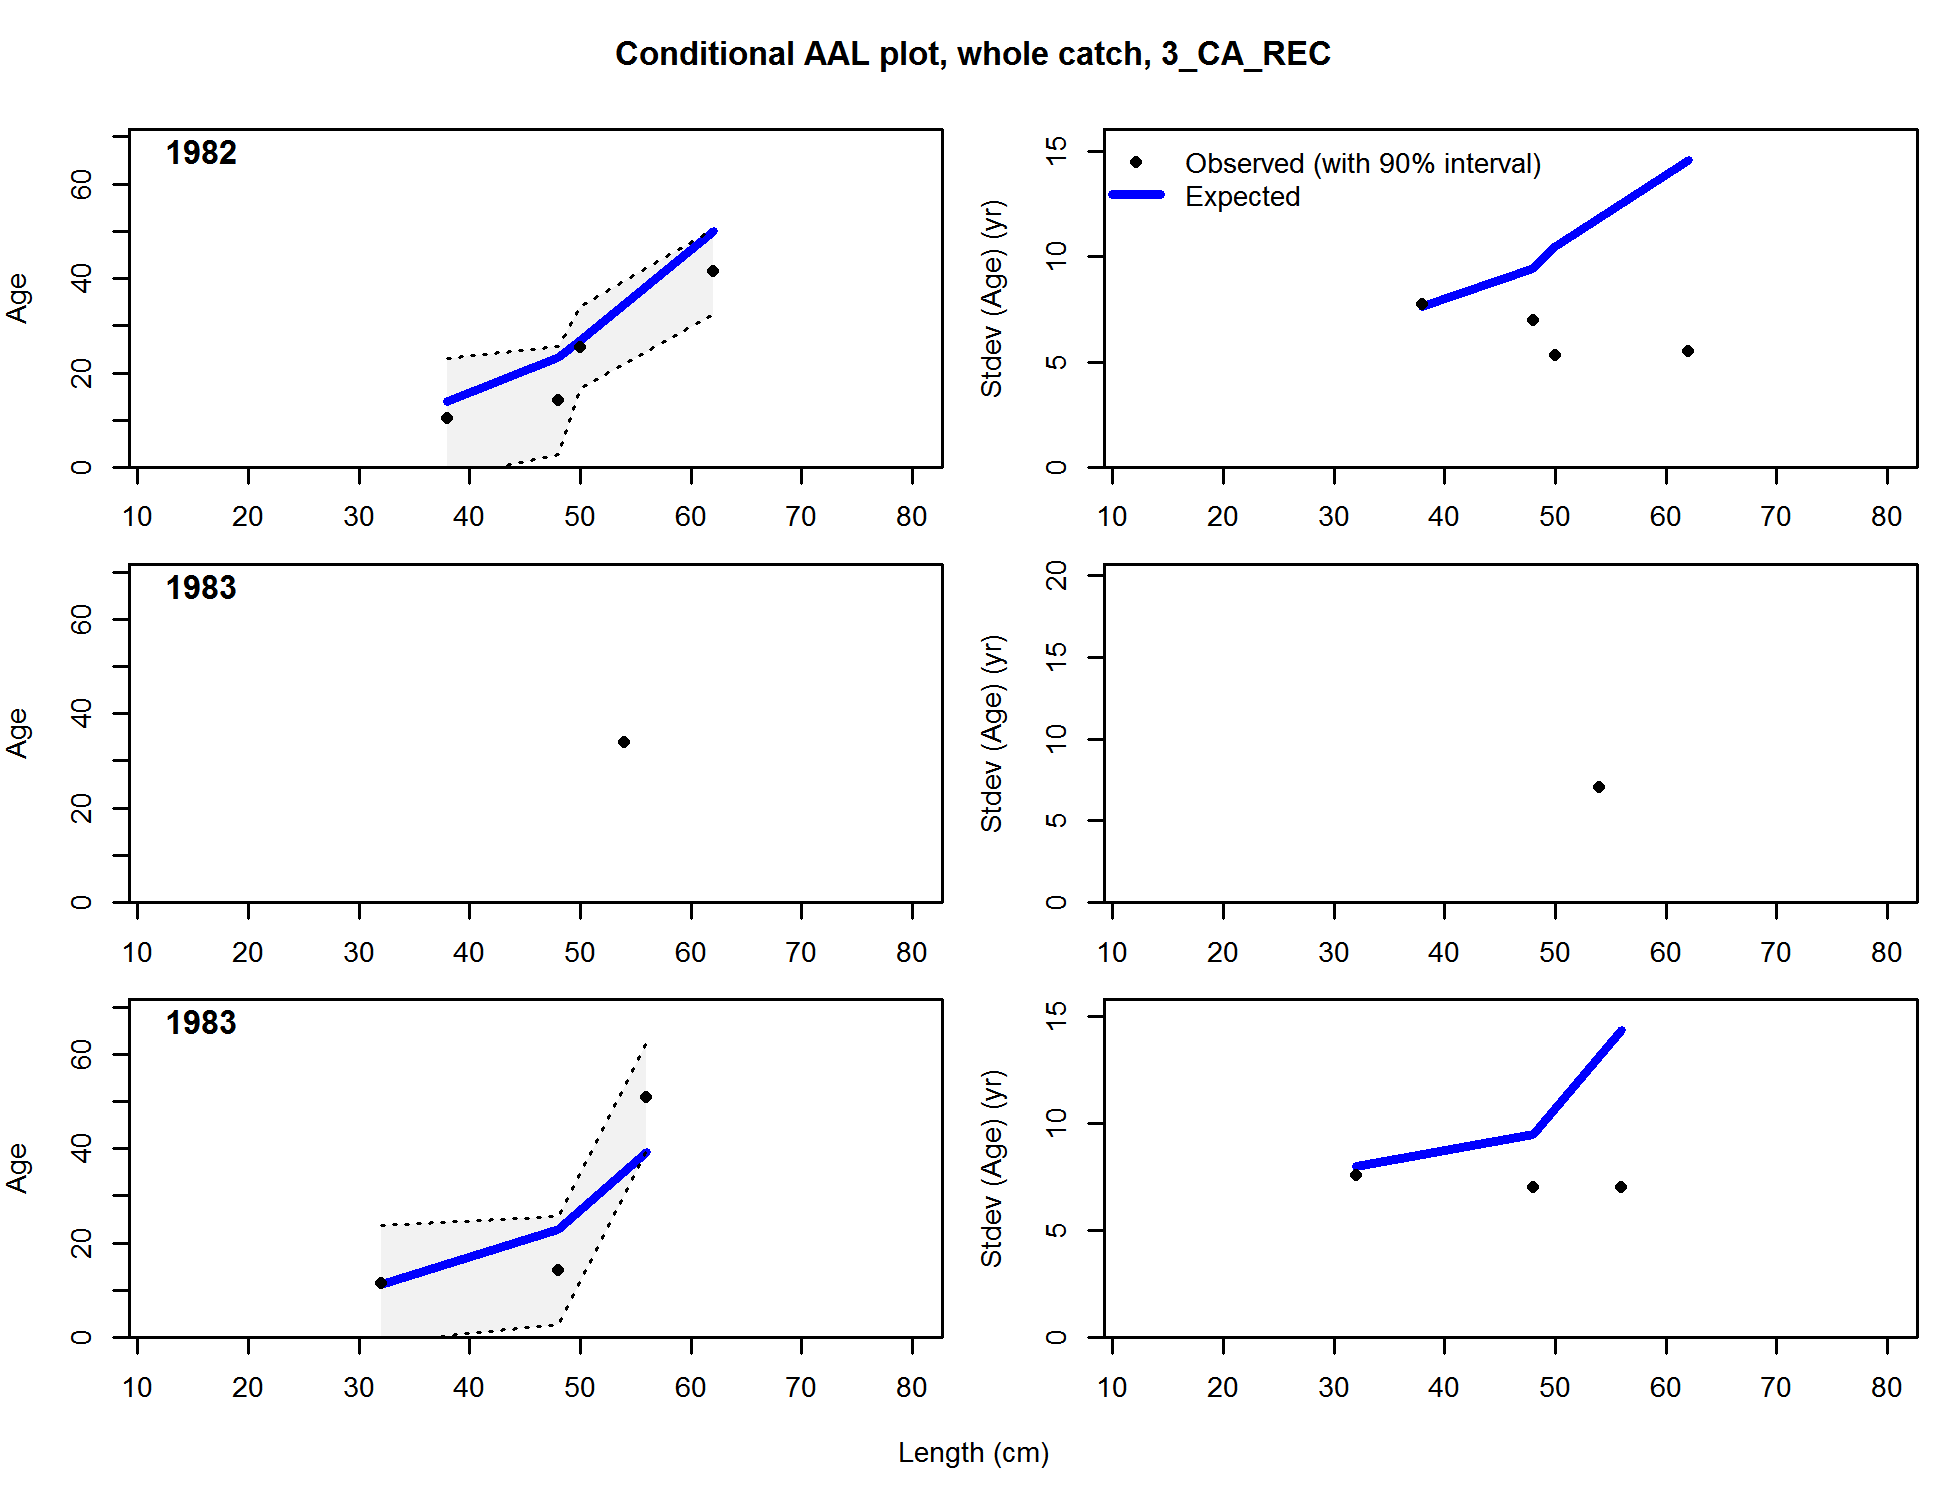 Conditional AAL plot, whole catch, 3_CA_REC
1982
Age
0 20 40 60
10 20 30 40 50 60 70 80
Observed (with 90% interval)
Expected
Stdev (Age) (yr)
0 5 10 15
10 20 30 40 50 60 70 80
1983
Age
0 20 40 60
10 20 30 40 50 60 70 80
Stdev (Age) (yr)
0 5 10 15 20
10 20 30 40 50 60 70 80
1983
Age
0 20 40 60
10 20 30 40 50 60 70 80
Stdev (Age) (yr)
0 5 10 15
10 20 30 40 50 60 70 80
Length (cm)